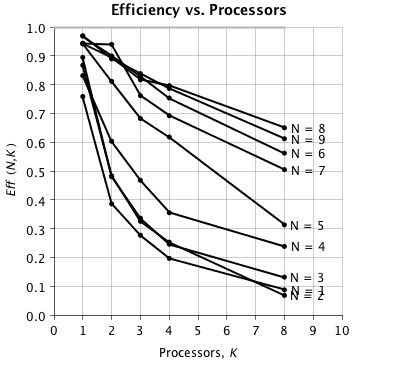 Efficiency vs. Processors
1.0
0.9
0.8
0.7
0.6
0.5
0.4
0.3
0.2
0.1
0.0
Eff (N,K)
N = 8
N = 9
N = 6
N = 7
N = 5
N = 4
N = 3
N = 1
N = 2
0 1 2 3 4 5 6 7 8 9 10
Processors, K